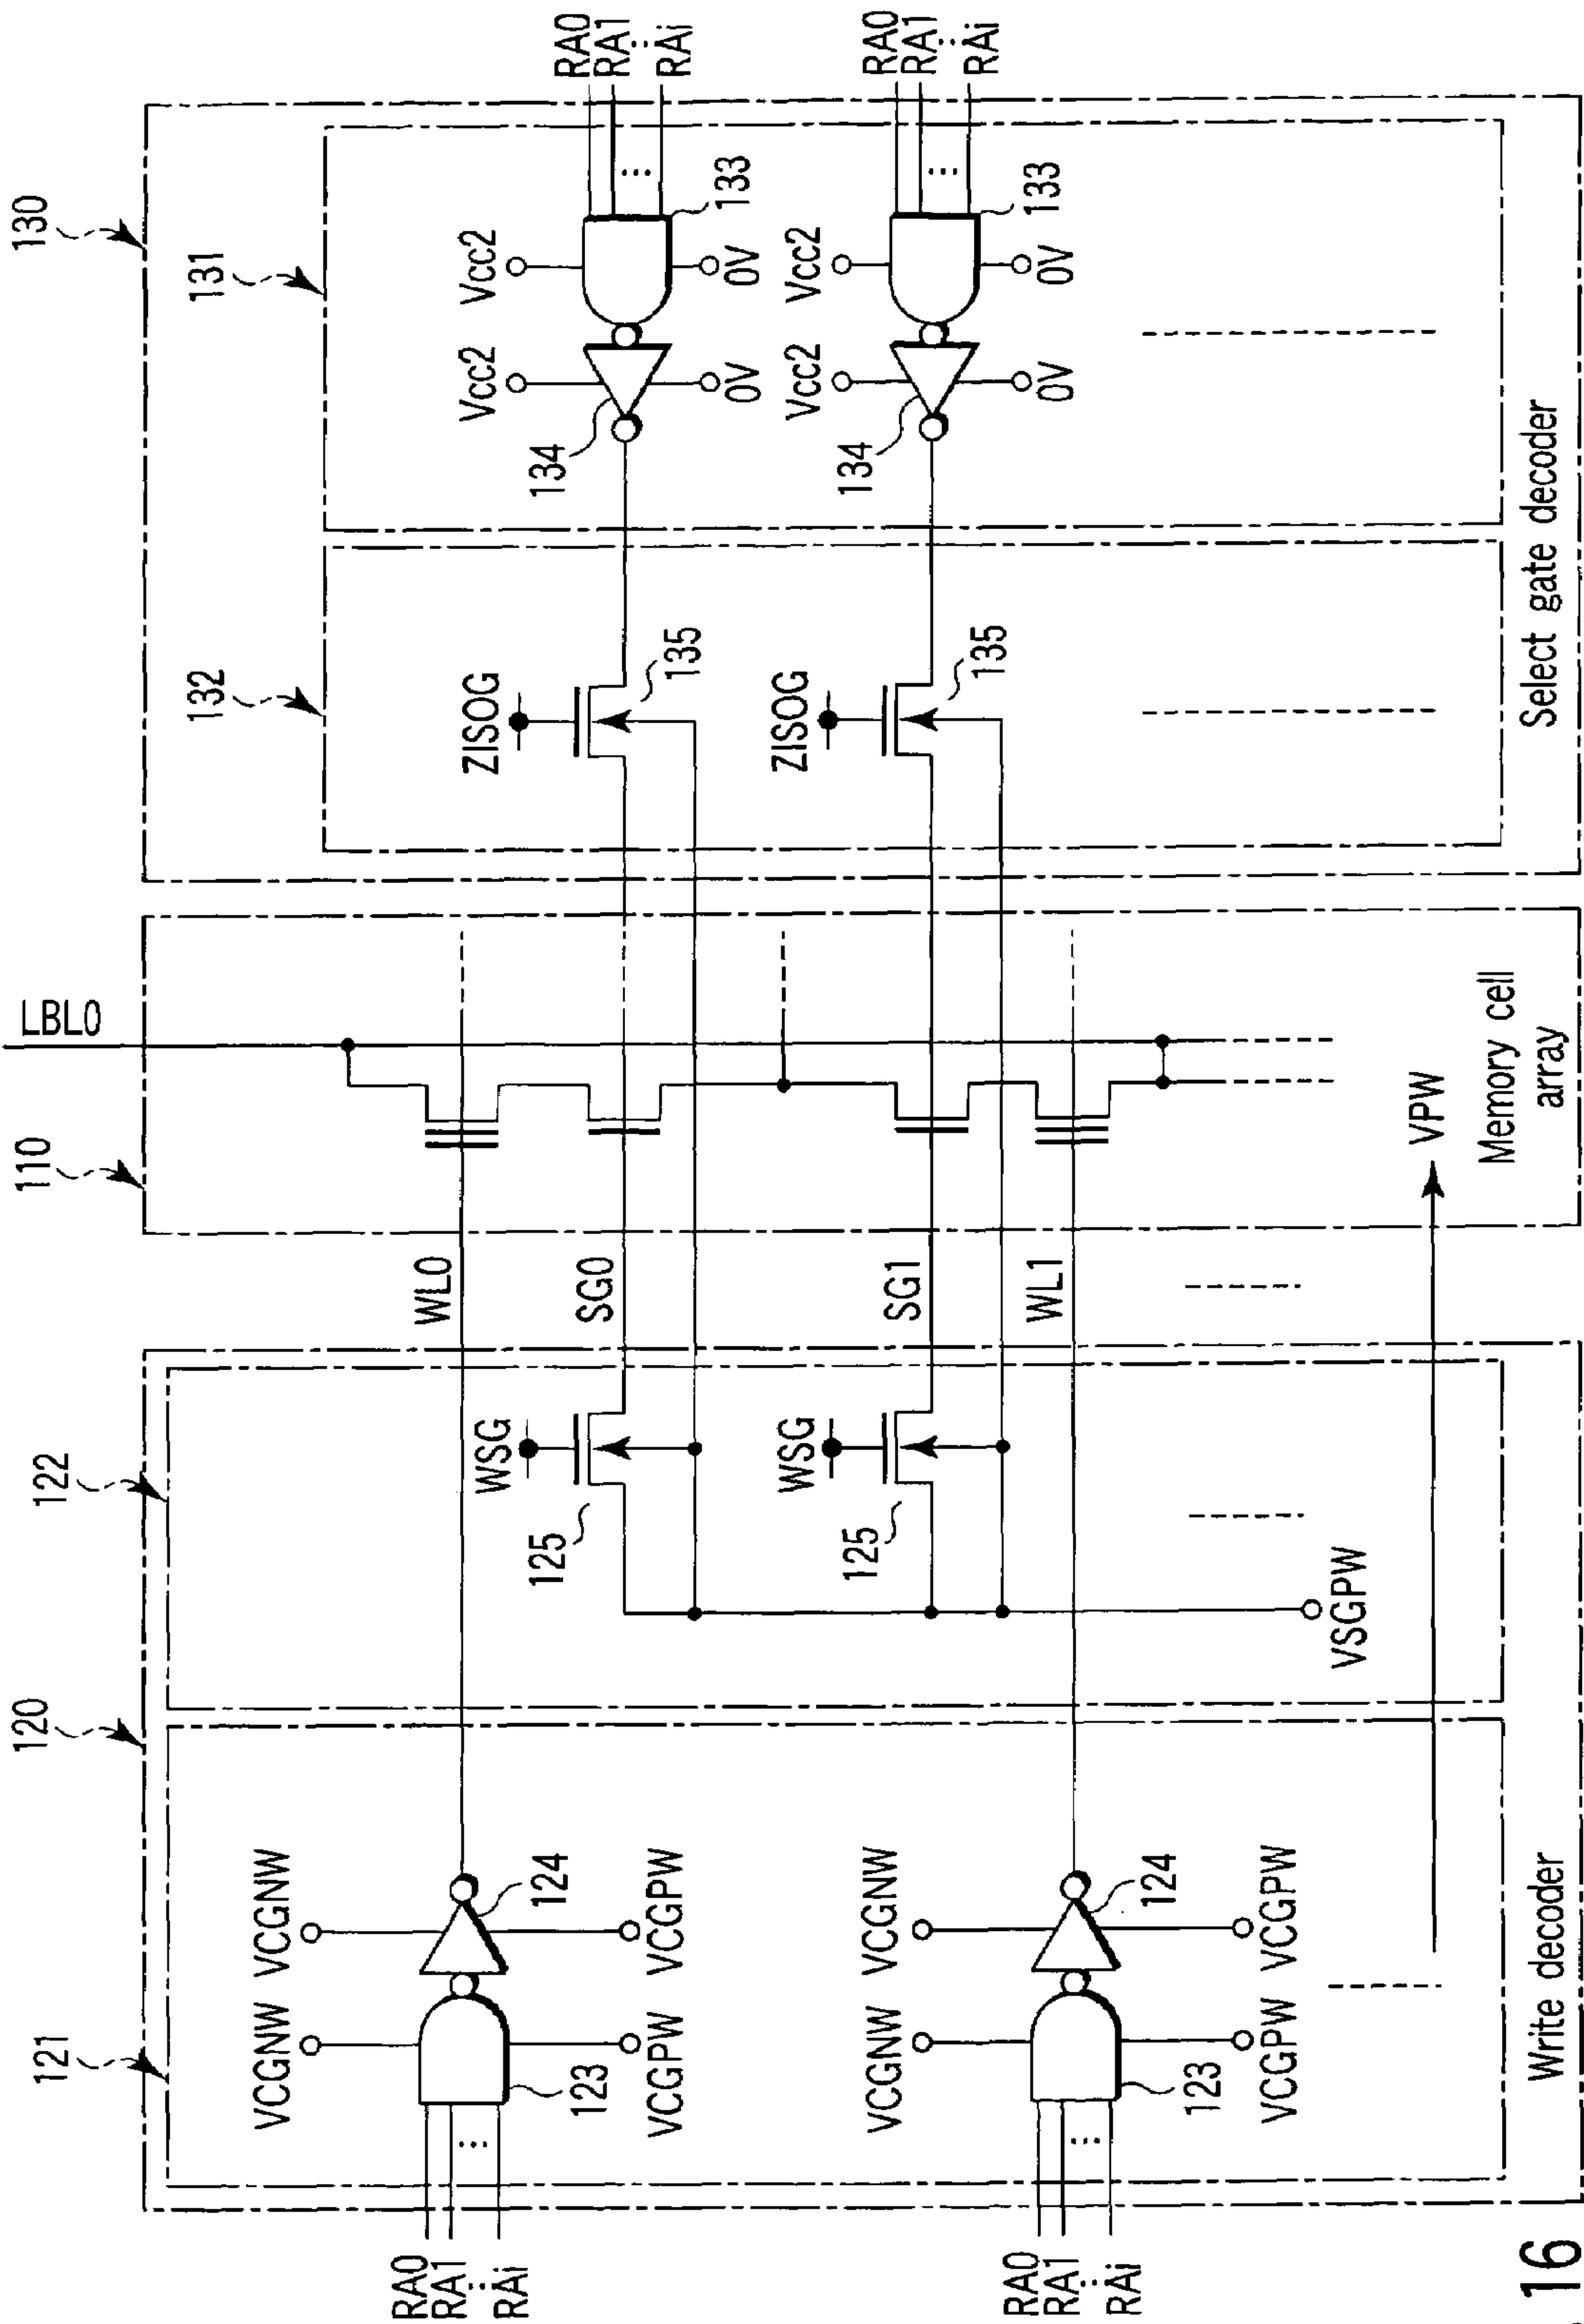 120
121
122
110
130
132
131
LBL0
RA0
RA1
⋮
RAi
VCGNW
VCGNW
123
124
VCGPW
VCGPW
WL0
WSG
125
SG0
ZISOG
135
Vcc2
Vcc2
134
133
0V
0V
RA0
RA1
⋮
RAi
RA0
RA1
⋮
RAi
VCGNW
VCGNW
123
124
VCGPW
VCGPW
WSG
125
SG1
WL1
ZISOG
135
Vcc2
Vcc2
134
133
0V
0V
RA0
RA1
⋮
RAi
VSGPW
VPW
Write decoder
Memory cell
array
Select gate decoder
16